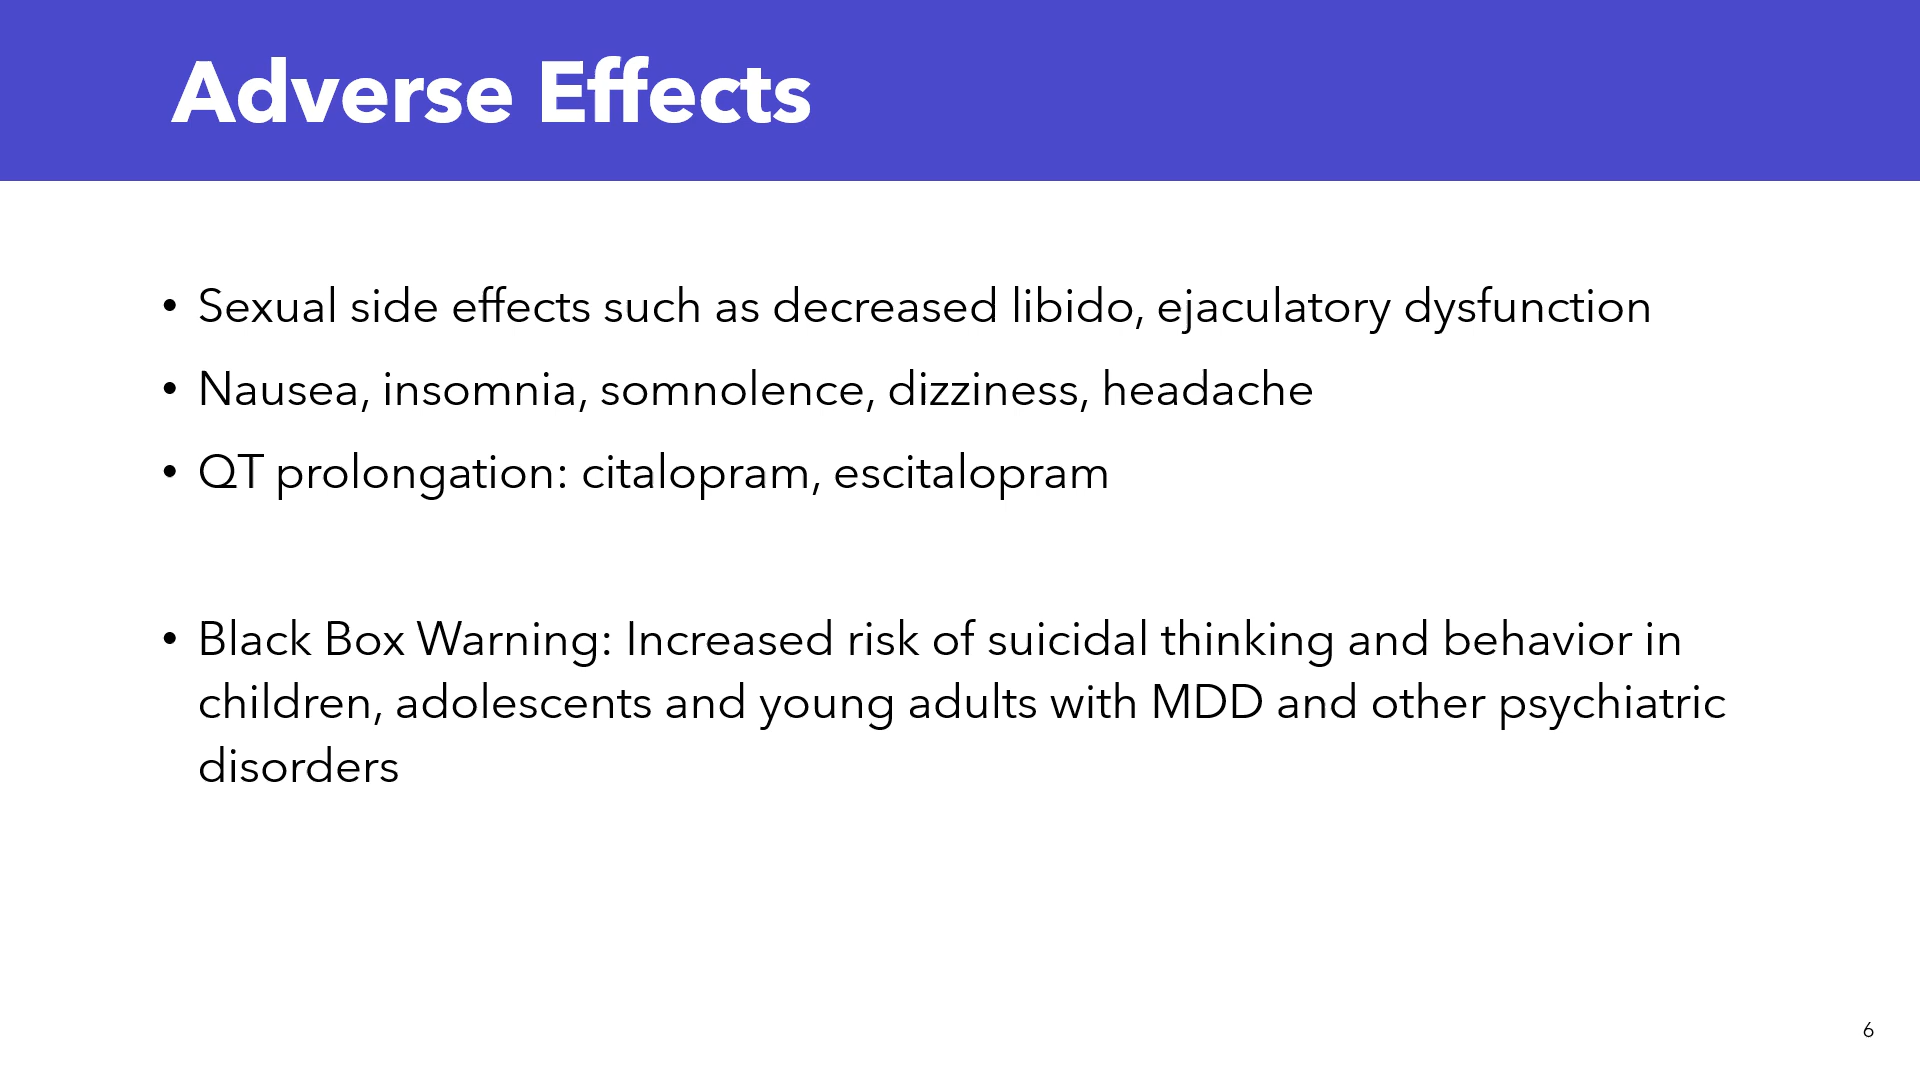 Adverse Effects
• Sexual side effects such as decreased libido, ejaculatory dysfunction
• Nausea, insomnia, somnolence, dizziness, headache
• QT prolongation: citalopram, escitalopram
• Black Box Warning: Increased risk of suicidal thinking and behavior in
children, adolescents and young adults with MDD and other psychiatric
disorders
6